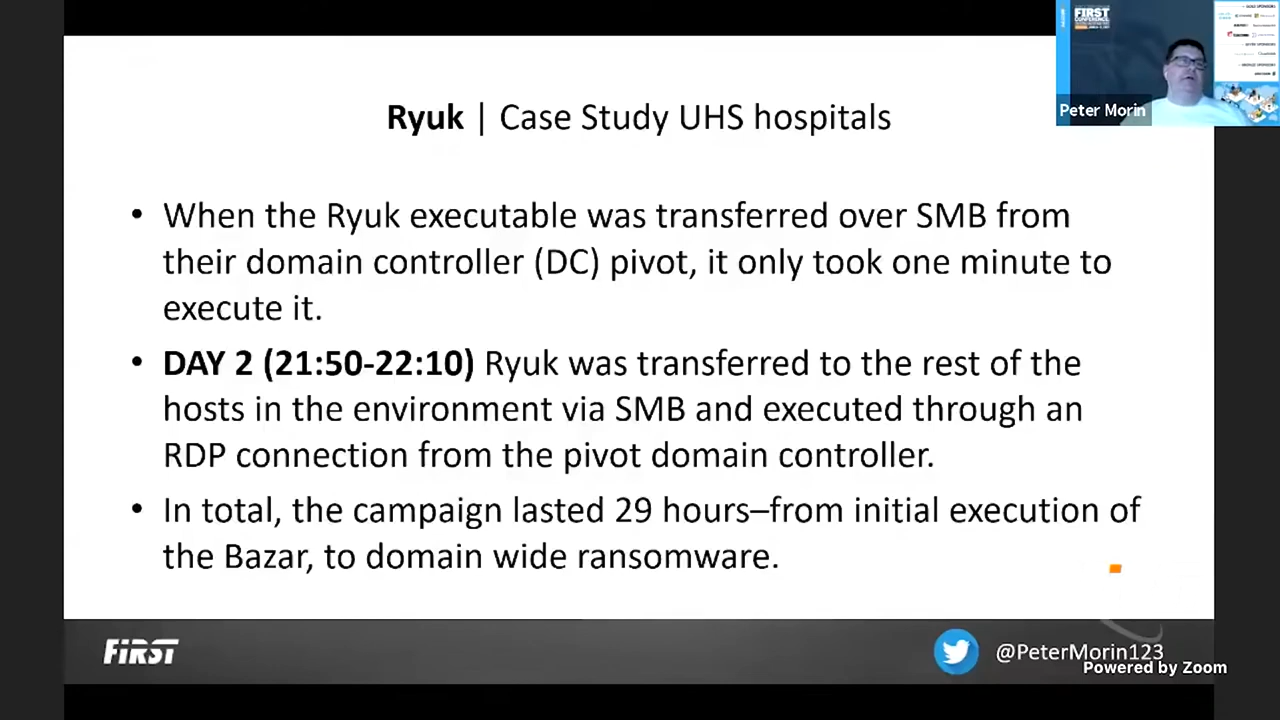 Ryuk | Case Study UHS hospitals
• When the Ryuk executable was transferred over SMB from
their domain controller (DC) pivot, it only took one minute to
execute it.
• DAY 2 (21:50-22:10) Ryuk was transferred to the rest of the
hosts in the environment via SMB and executed through an
RDP connection from the pivot domain controller.
• In total, the campaign lasted 29 hours–from initial execution of
the Bazar, to domain wide ransomware.
FIRST
CONFERENCE
Peter Morin
FIRST
@PeterMorin123
Powered by Zoom